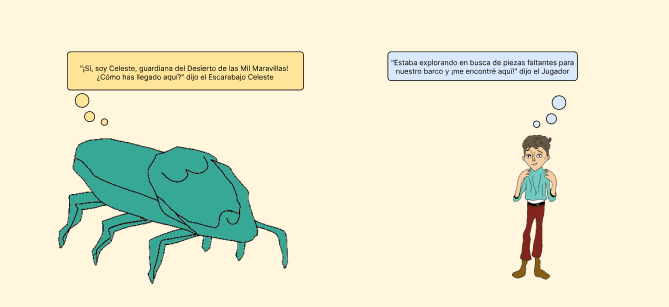 "¡Sí, soy Celeste, guardiana del Desierto de las Mil Maravillas!
¿Cómo has llegado aquí?" dijo el Escarabajo Celeste
"Estaba explorando en busca de piezas faltantes para
nuestro barco y ¡me encontré aquí!" dijo el Jugador